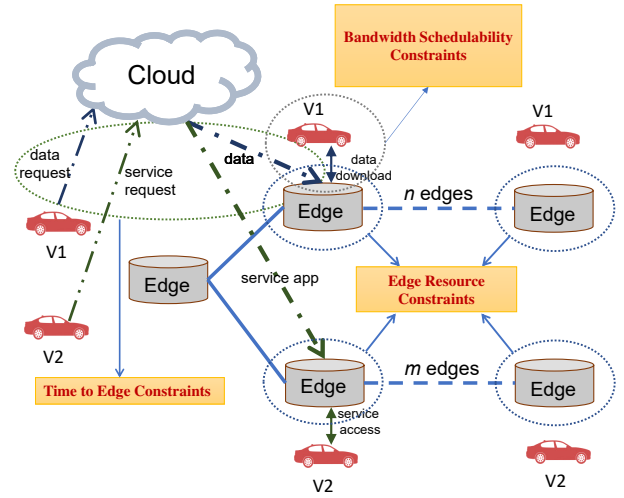 Bandwidth Schedulability
Constraints
Cloud
V1
V1
data
request
service
request
data
data
download
Edge
n edges
Edge
V1
Edge
service app
Edge Resource
Constraints
V2
Time to Edge Constraints
Edge
m edges
Edge
service
access
V2
V2